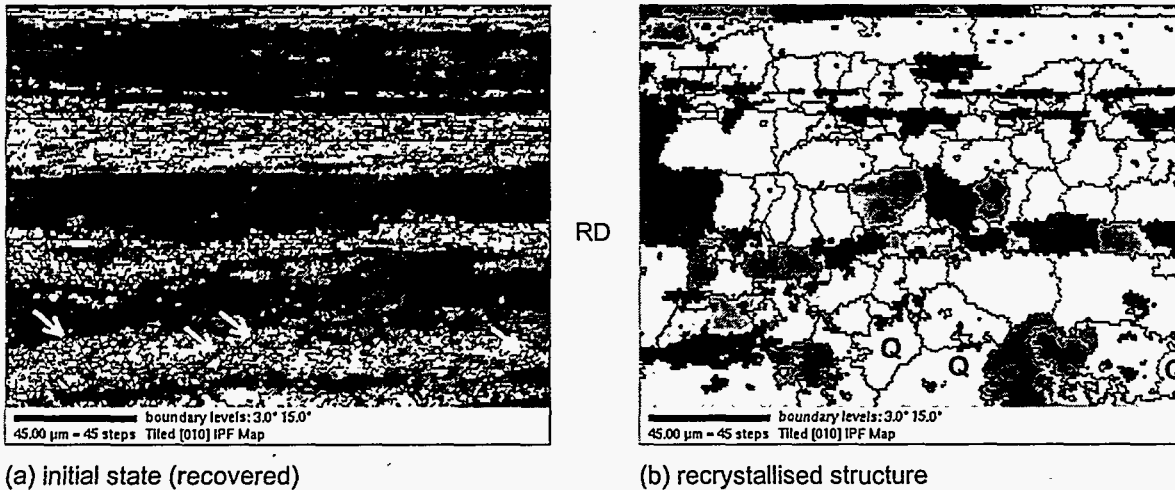 RD
Q
Q
boundary levels: 3.0° 15.0°
45.00 µm = 45 steps Tiled [010] IPF Map
boundary levels: 3.0° 15.0°
45.00 µm = 45 steps Tiled [010] IPF Map
(a) initial state (recovered)
(b) recrystallised structure